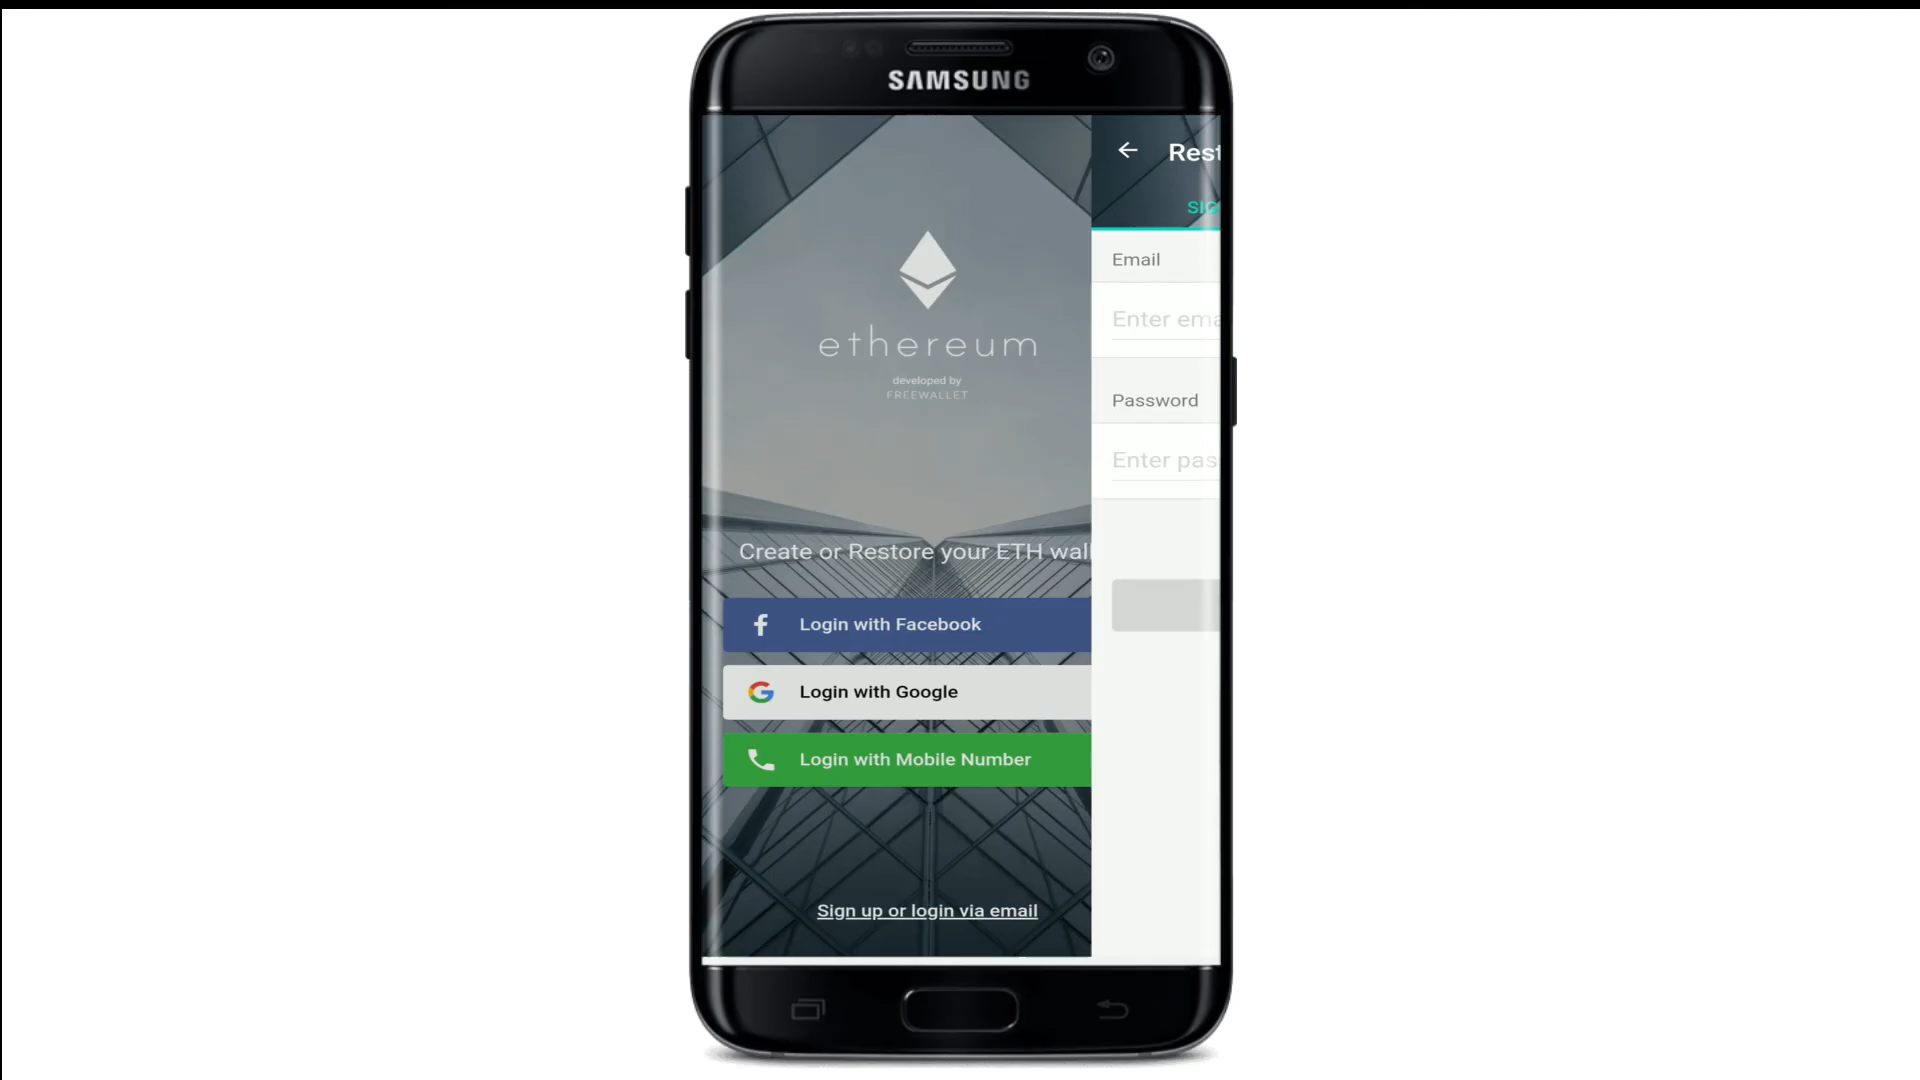 SAMSUNG
ethereum
developed by
FREEWALLET
Create or Restore your ETH wall
Login with Facebook
Login with Google
Login with Mobile Number
Sign up or login via email
Rest
SIG
Email
Enter ema
Password
Enter pas